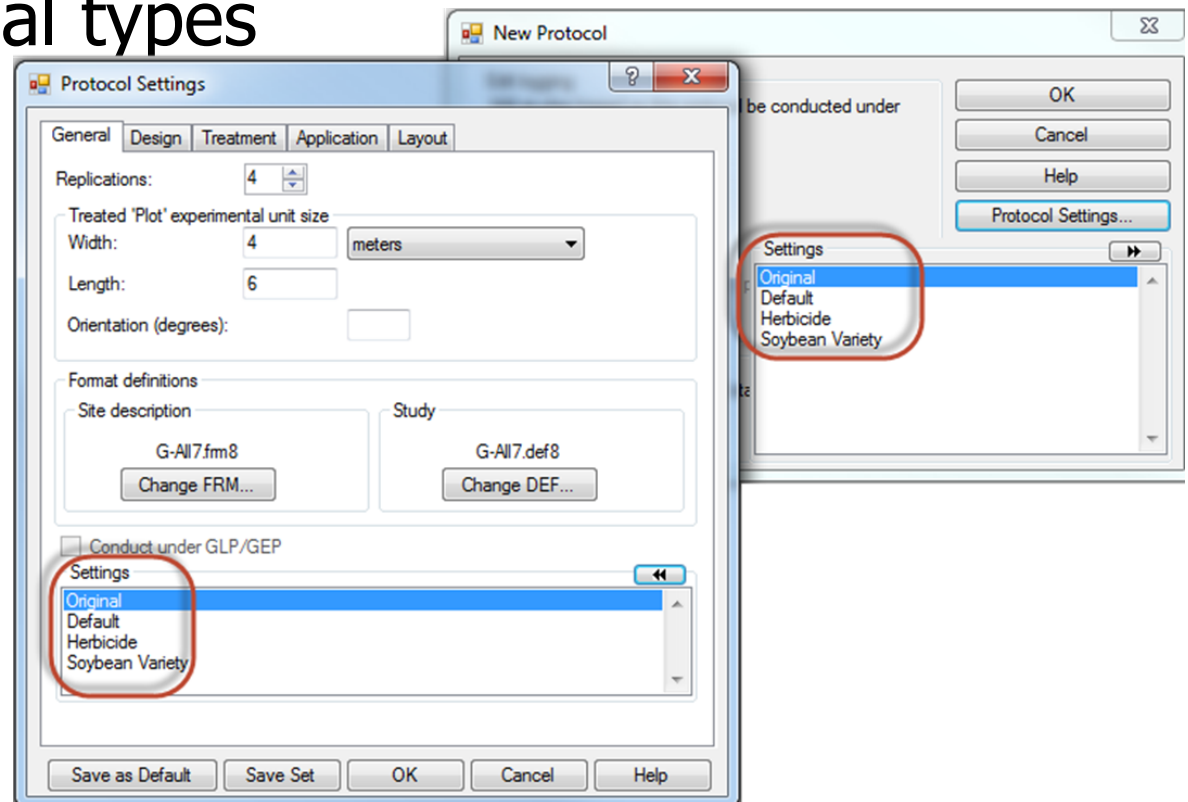 al types
New Protocol
be conducted under
OK
Cancel
Help
Protocol Settings...
Settings
Original
Default
Herbicide
Soybean Variety
Protocol Settings
General Design Treatment Application Layout
Replications: 4
Treated 'Plot' experimental unit size
Width: 4 meters
Length: 6
Orientation (degrees):
Format definitions
Site description Study
G-All7.frm8 G-All7.def8
Change FRM... Change DEF...
Conduct under GLP/GEP
Settings
Original
Default
Herbicide
Soybean Variety
Save as Default Save Set OK Cancel Help